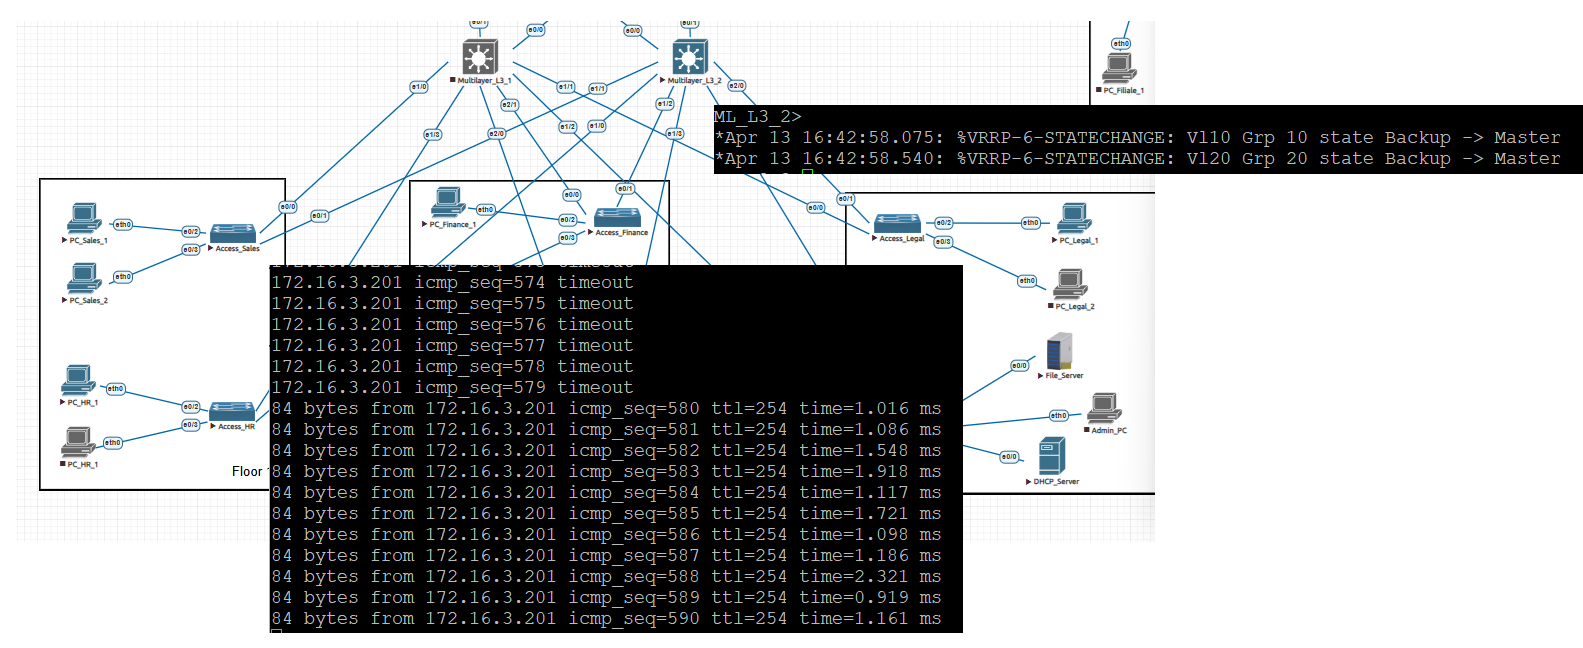 e0/1
e0/0
e0/0
e0/1
eth0
Multilayer_L3_1
Multilayer_L3_2
PC_Filiale_1
e1/0
e1/1
e1/1
e2/0
e2/1
e1/2
ML_L3_2>
*Apr 13 16:42:58.075: %VRRP-6-STATECHANGE: Vl10 Grp 10 state Backup -> Master
*Apr 13 16:42:58.540: %VRRP-6-STATECHANGE: Vl20 Grp 20 state Backup -> Master
e1/3
e2/0
e1/2
e1/0
e1/3
e0/0
e0/1
e0/0
e0/1
e0/0
e0/1
PC_Sales_1
eth0
e0/2
e0/3
Access_Sales
PC_Sales_2
eth0
PC_Finance_1
eth0
e0/2
e0/3
Access_Finance
Access_Legal
e0/2
e0/3
eth0
PC_Legal_1
eth0
PC_Legal_2
172.16.3.201 icmp_seq=574 timeout
172.16.3.201 icmp_seq=575 timeout
172.16.3.201 icmp_seq=576 timeout
172.16.3.201 icmp_seq=577 timeout
172.16.3.201 icmp_seq=578 timeout
172.16.3.201 icmp_seq=579 timeout
84 bytes from 172.16.3.201 icmp_seq=580 ttl=254 time=1.016 ms
84 bytes from 172.16.3.201 icmp_seq=581 ttl=254 time=1.086 ms
84 bytes from 172.16.3.201 icmp_seq=582 ttl=254 time=1.548 ms
84 bytes from 172.16.3.201 icmp_seq=583 ttl=254 time=1.918 ms
84 bytes from 172.16.3.201 icmp_seq=584 ttl=254 time=1.117 ms
84 bytes from 172.16.3.201 icmp_seq=585 ttl=254 time=1.721 ms
84 bytes from 172.16.3.201 icmp_seq=586 ttl=254 time=1.098 ms
84 bytes from 172.16.3.201 icmp_seq=587 ttl=254 time=1.186 ms
84 bytes from 172.16.3.201 icmp_seq=588 ttl=254 time=2.321 ms
84 bytes from 172.16.3.201 icmp_seq=589 ttl=254 time=0.919 ms
84 bytes from 172.16.3.201 icmp_seq=590 ttl=254 time=1.161 ms
PC_HR_1
eth0
e0/2
e0/3
Access_HR
PC_HR_1
eth0
Floor
e0/0
File_Server
eth0
Admin_PC
e0/0
DHCP_Server